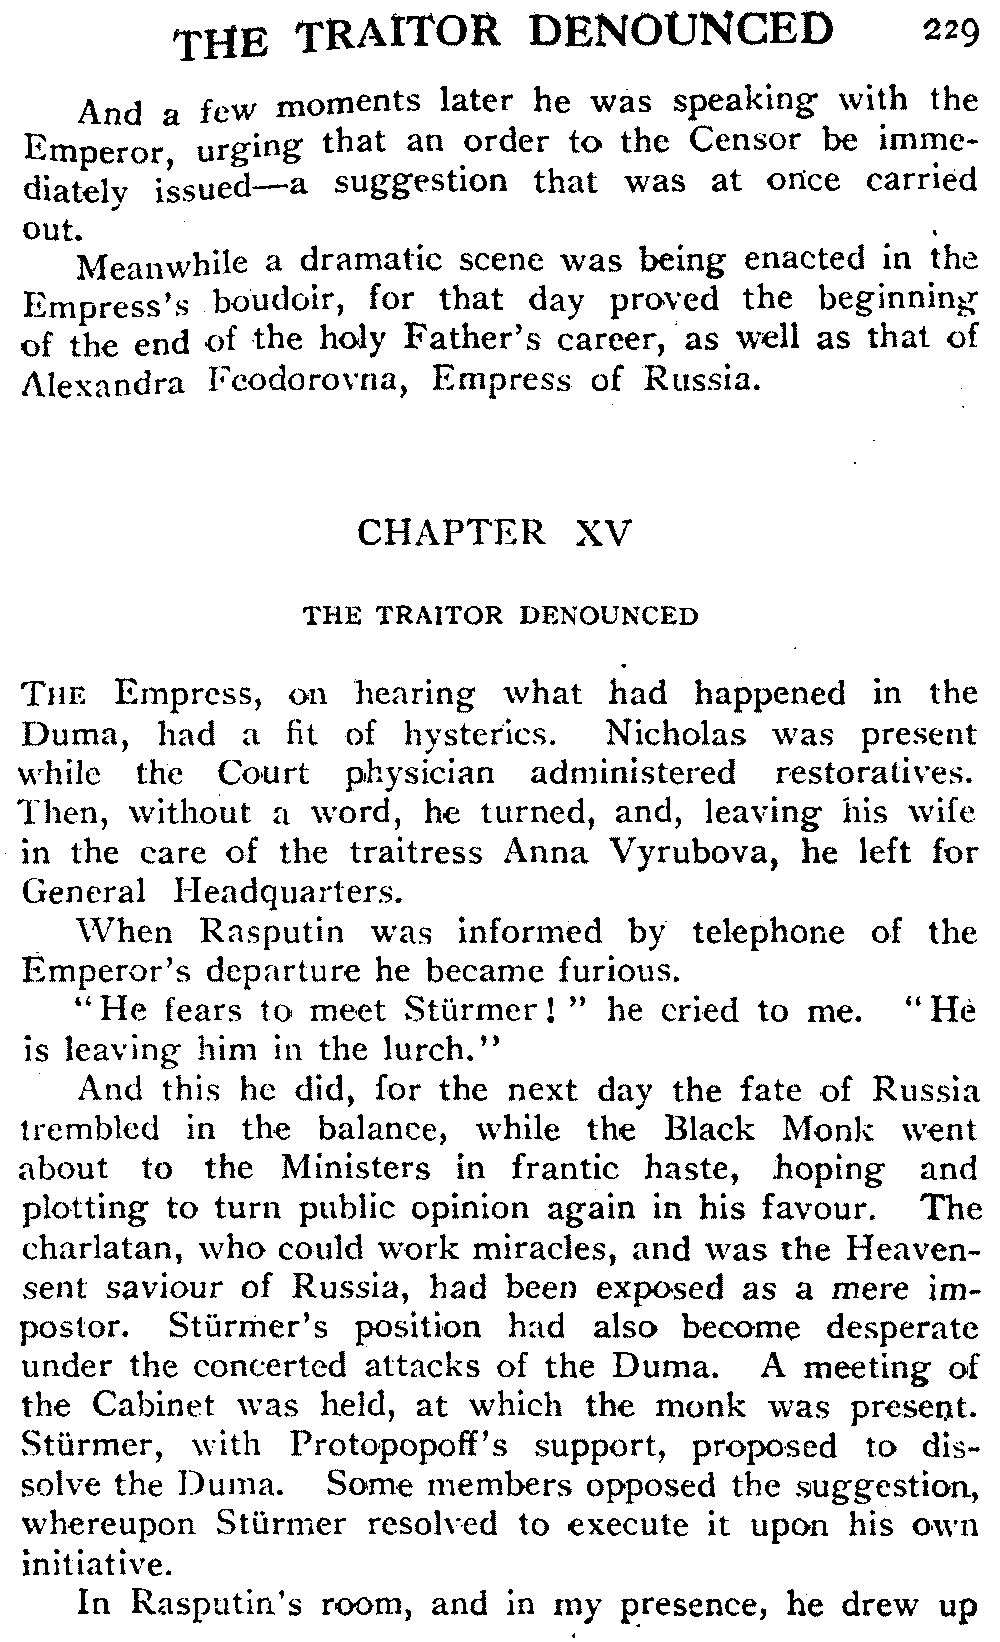 THE TRAITOR DENOUNCED 229
And a few moments later he was speaking with the
Emperor, urging that an order to the Censor be imme-
diately issued—a suggestion that was at once carried
out.
Meanwhile a dramatic scene was being enacted in the
Empress's boudoir, for that day proved the beginning
of the end of the holy Father's career, as well as that of
Alexandra Feodorovna, Empress of Russia.
CHAPTER XV
THE TRAITOR DENOUNCED
THE Empress, on hearing what had happened in the
Duma, had a fit of hysterics. Nicholas was present
while the Court physician administered restoratives.
Then, without a word, he turned, and, leaving his wife
in the care of the traitress Anna Vyrubova, he left for
General Headquarters.
When Rasputin was informed by telephone of the
Emperor's departure he became furious.
"He fears to meet Stürmer!" he cried to me. "He
is leaving him in the lurch."
And this he did, for the next day the fate of Russia
trembled in the balance, while the Black Monk went
about to the Ministers in frantic haste, hoping and
plotting to turn public opinion again in his favour. The
charlatan, who could work miracles, and was the Heaven-
sent saviour of Russia, had been exposed as a mere im-
postor. Stürmer's position had also become desperate
under the concerted attacks of the Duma. A meeting of
the Cabinet was held, at which the monk was present.
Stürmer, with Protopopoff's support, proposed to dis-
solve the Duma. Some members opposed the suggestion,
whereupon Stürmer resolved to execute it upon his own
initiative.
In Rasputin's room, and in my presence, he drew up